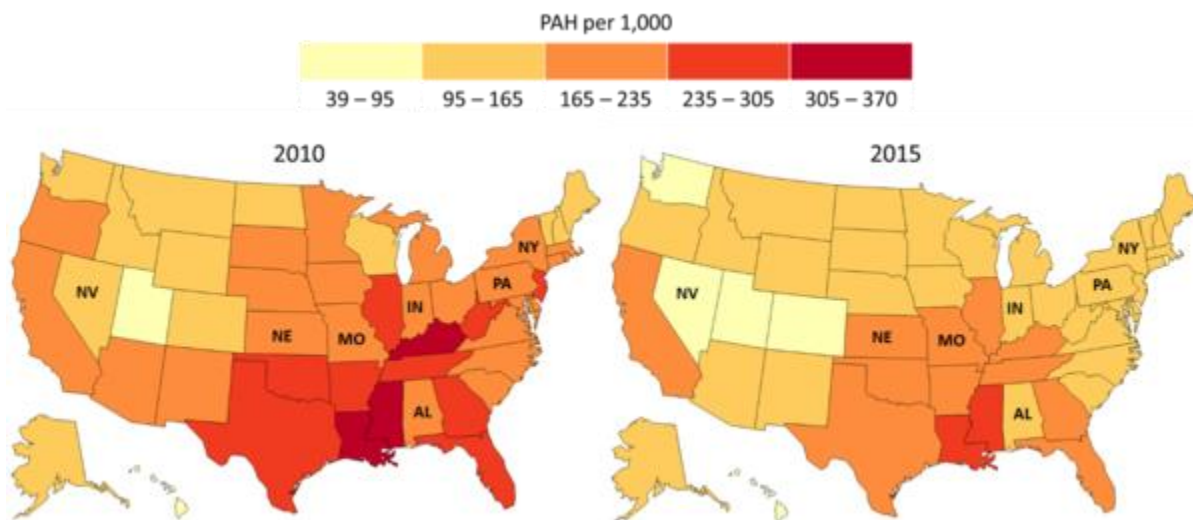 PAH per 1,000
39 – 95 95 – 165 165 – 235 235 – 305 305 – 370
2010 2015
NY NY
NV PA NV PA
IN IN
NE MO NE MO
AL AL